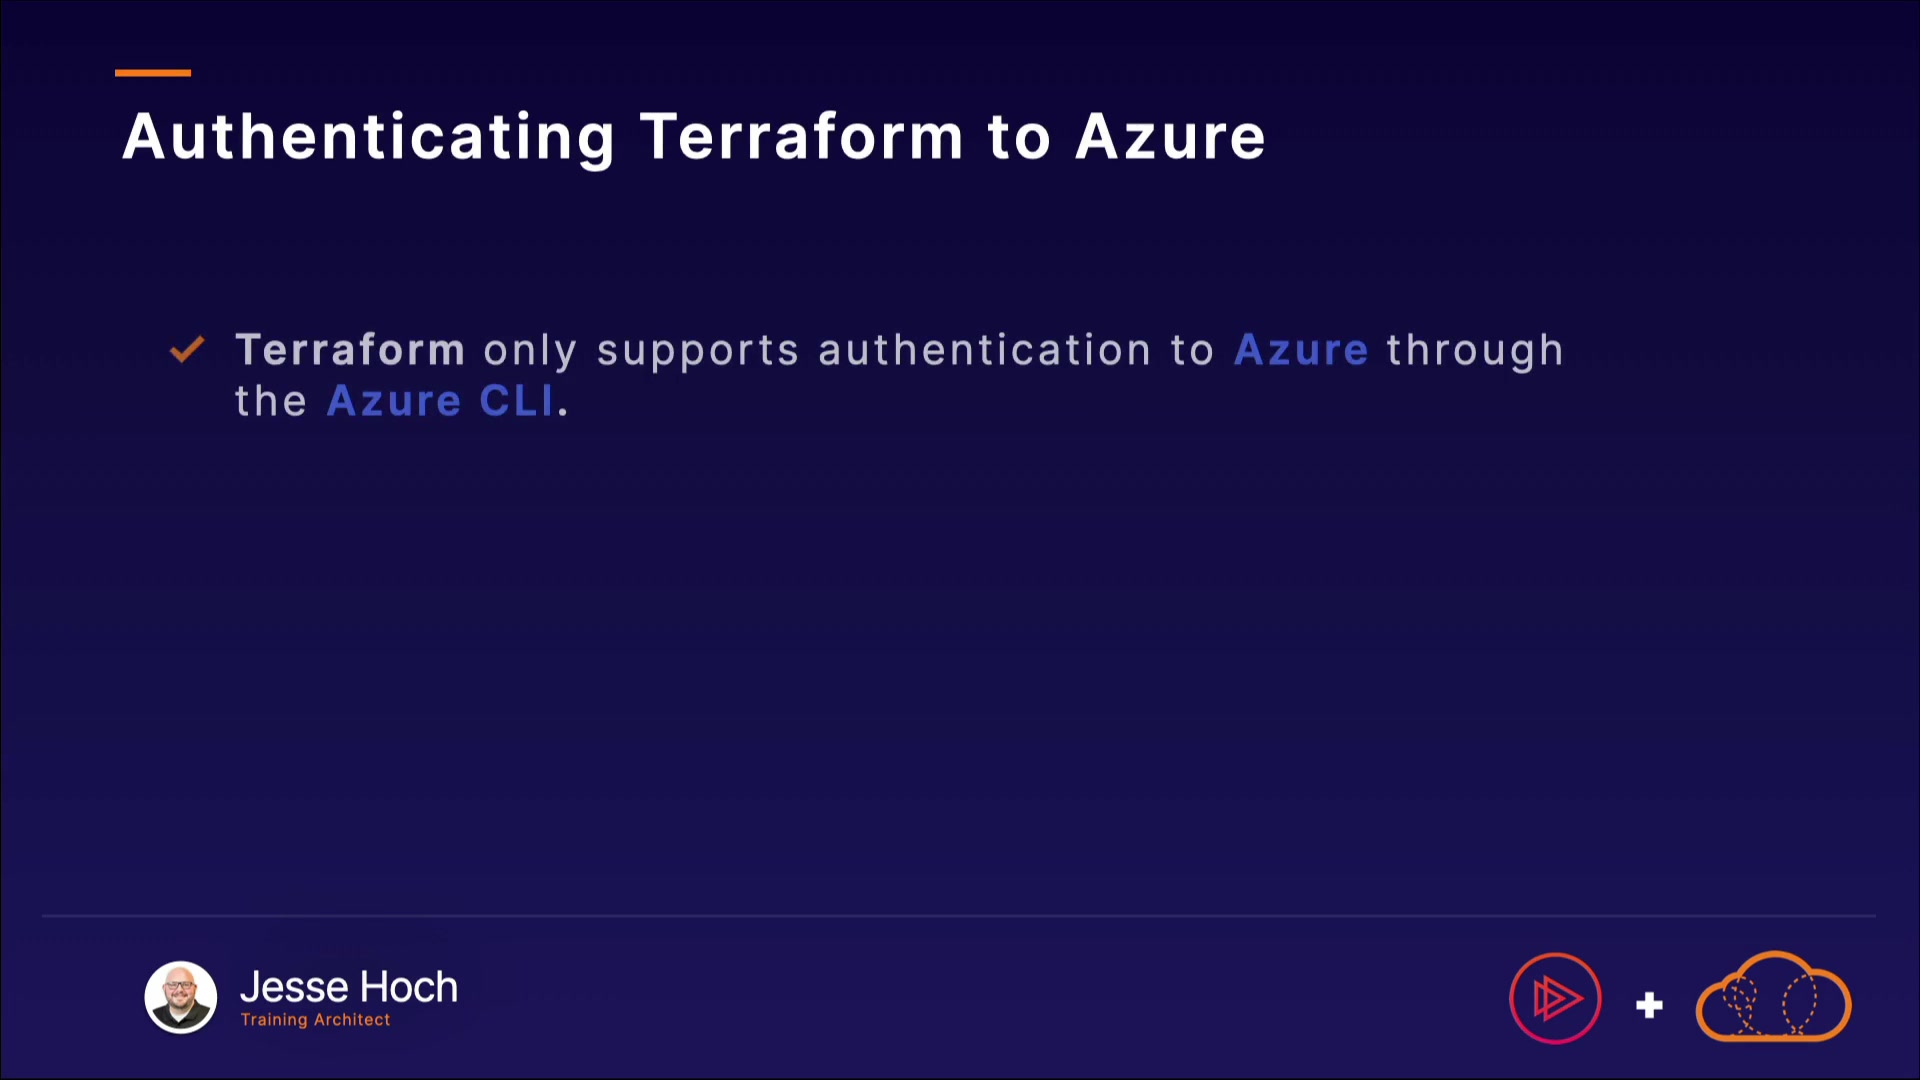 Authenticating Terraform to Azure
Terraform only supports authentication to Azure through
the Azure CLI.
Jesse Hoch
Training Architect